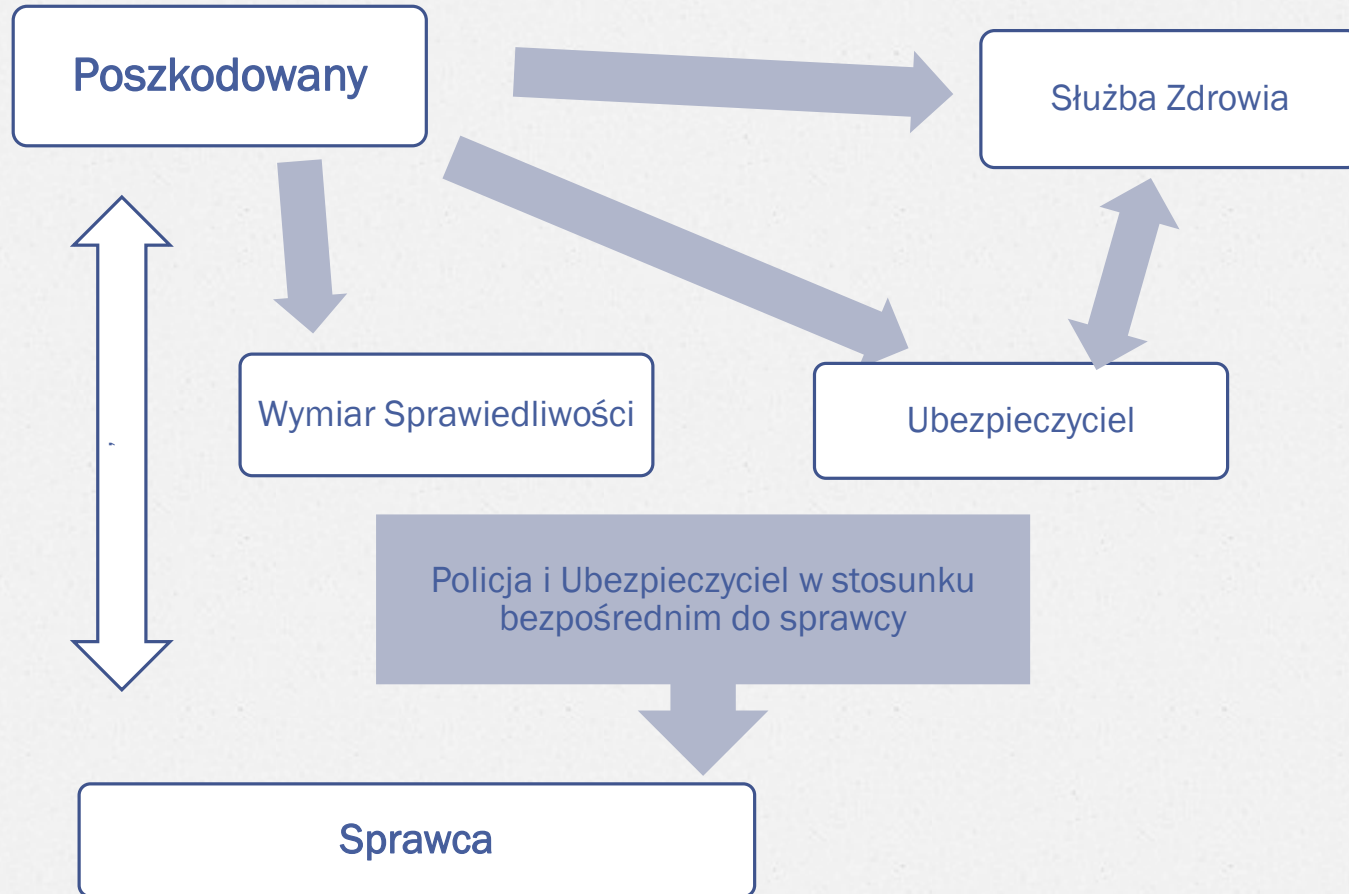 Poszkodowany
Służba Zdrowia
Wymiar Sprawiedliwości
Ubezpieczyciel
Policja i Ubezpieczyciel w stosunku
bezpośrednim do sprawcy
Sprawca